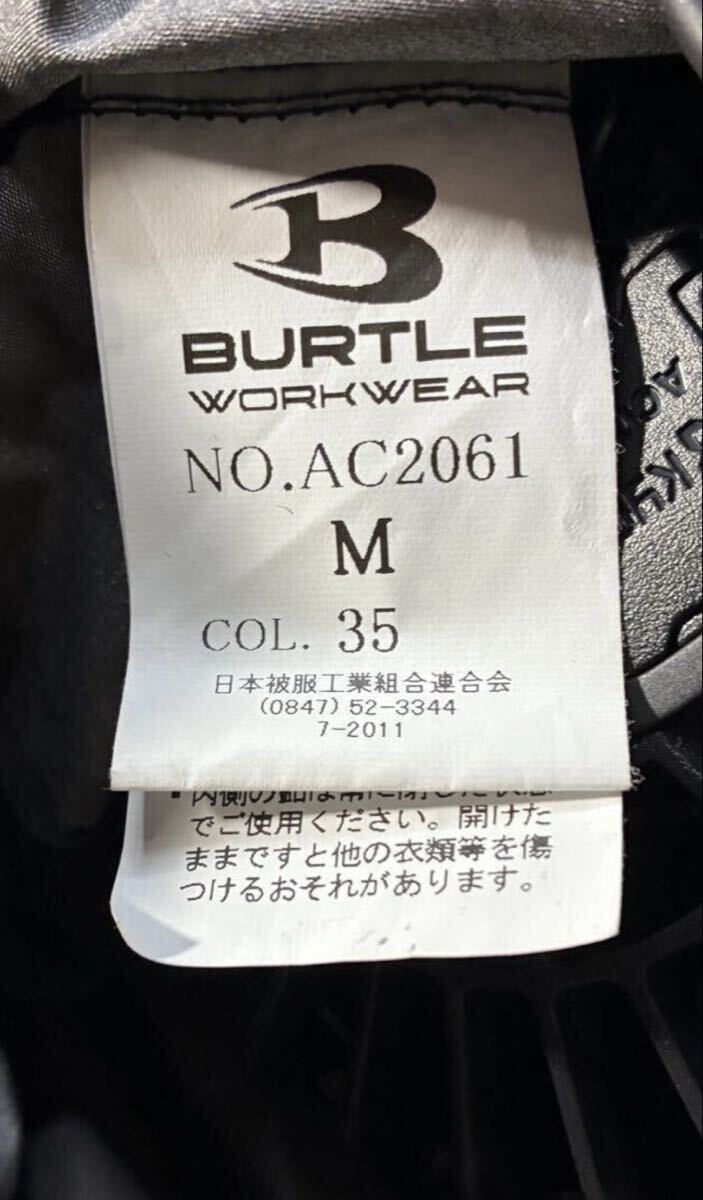 BURTLE
WORKWEAR
NO.AC2061
M
COL. 35
日本被服工業組合連合会
(0847) 52-3344
7-2011
でご使用ください。開けた
ままですと他の衣類等を傷
つけるおそれがあります。